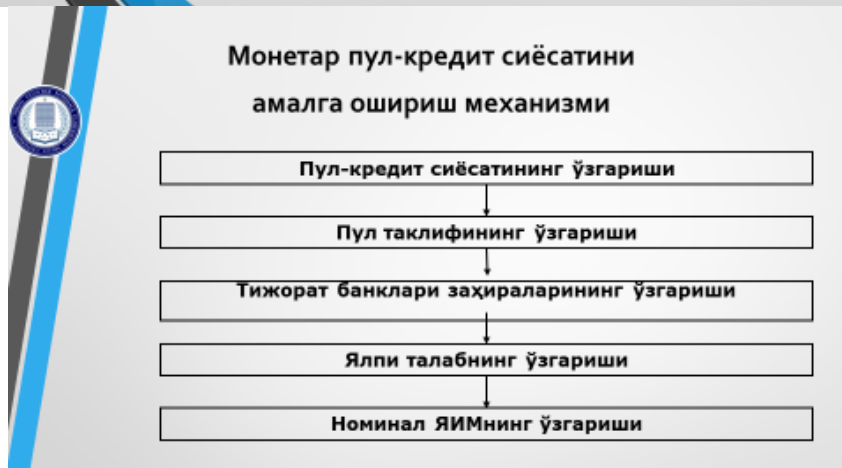 Монетар пул-кредит сиёсатини
амалга ошириш механизми
Пул-кредит сиёсатининг ўзгариши
Пул таклифининг ўзгариши
Тижорат банклари заҳираларининг ўзгариши
Ялпи талабнинг ўзгариши
Номинал ЯИМнинг ўзгариши